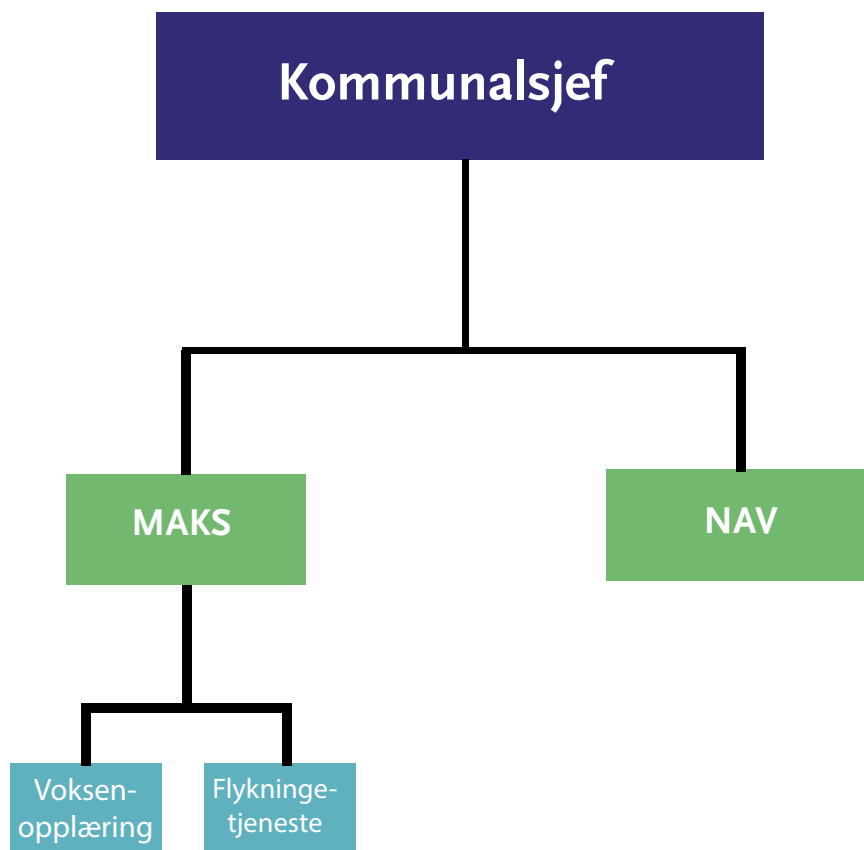 Kommunalsjef
MAKS
NAV
Voksen-
opplæring
Flykninge-
tjeneste